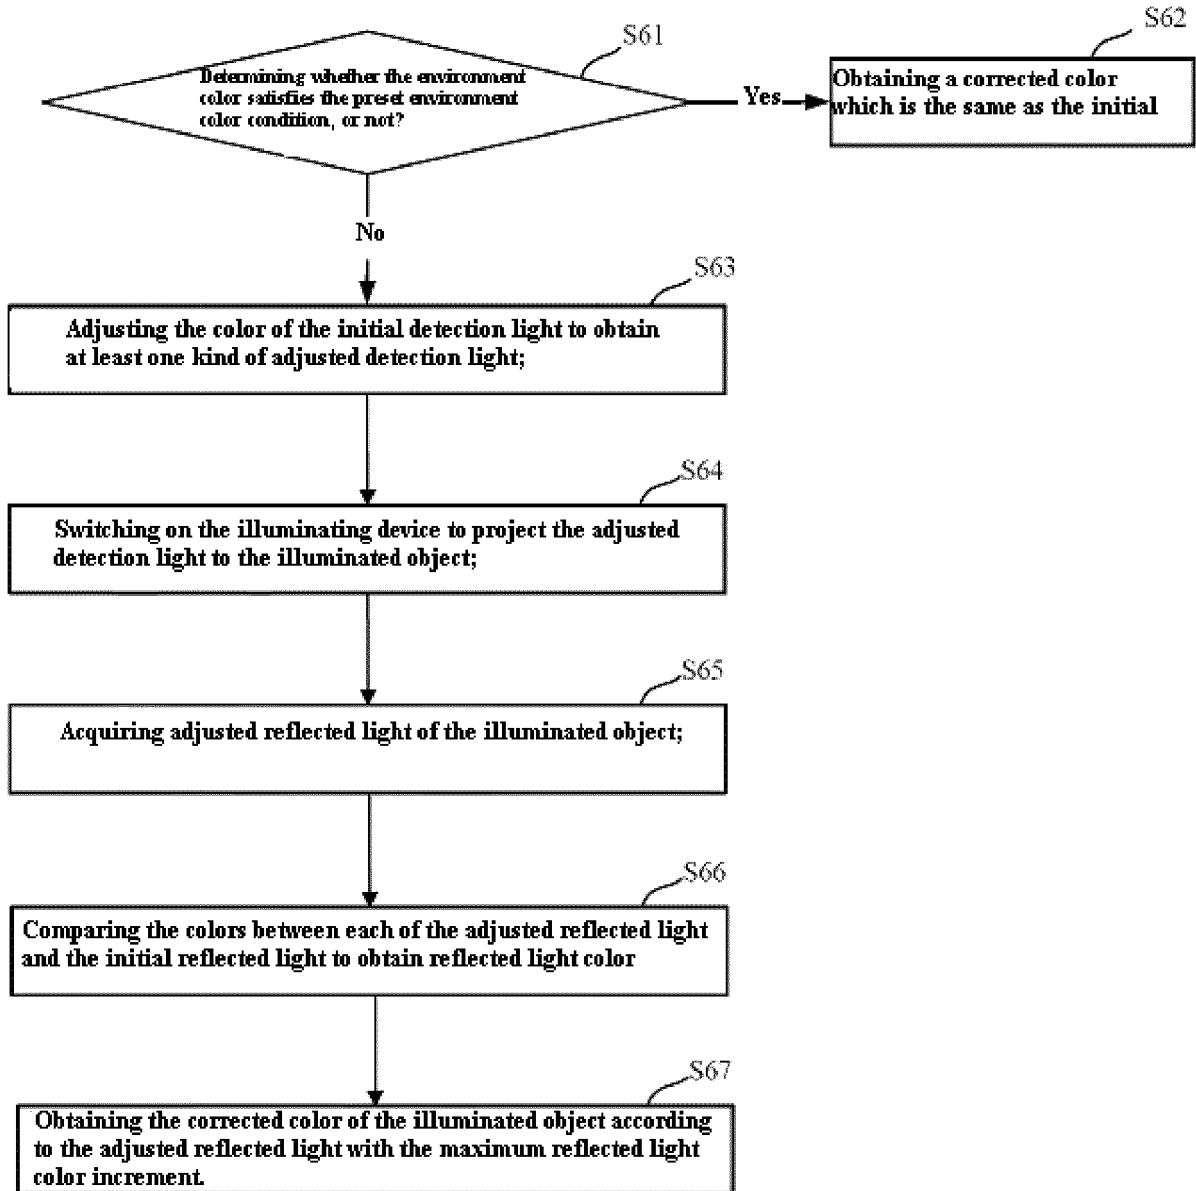 S61
Determining whether the environment
color satisfies the preset environment
color condition, or not?
Yes
S62
Obtaining a corrected color
which is the same as the initial
No
S63
Adjusting the color of the initial detection light to obtain
at least one kind of adjusted detection light;
S64
Switching on the illuminating device to project the adjusted
detection light to the illuminated object;
S65
Acquiring adjusted reflected light of the illuminated object;
S66
Comparing the colors between each of the adjusted reflected light
and the initial reflected light to obtain reflected light color
S67
Obtaining the corrected color of the illuminated object according
to the adjusted reflected light with the maximum reflected light
color increment.